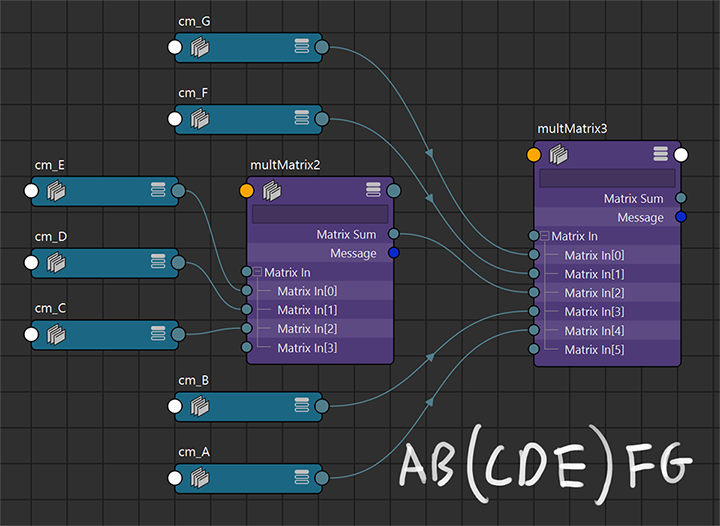 cm_G
cm_F
multMatrix3
cm_E
multMatrix2
Matrix Sum
Message
cm_D
Matrix Sum
Message
Matrix In
Matrix In[0]
Matrix In[1]
Matrix In[2]
Matrix In[3]
cm_C
Matrix In
Matrix In[0]
Matrix In[1]
Matrix In[2]
Matrix In[3]
Matrix In[4]
Matrix In[5]
cm_B
cm_A
AB(CDE)FG